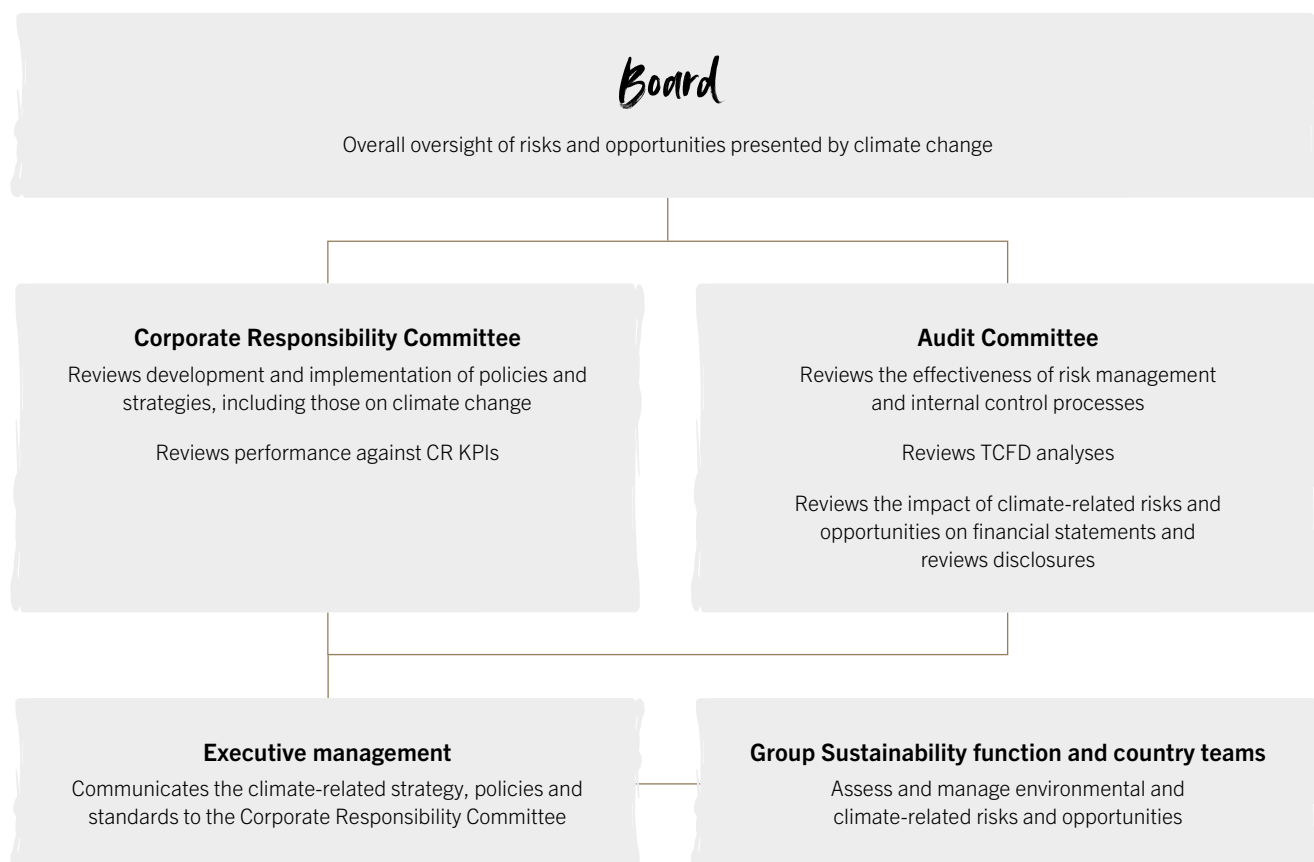 Board
Overall oversight of risks and opportunities presented by climate change
Corporate Responsibility Committee
Reviews development and implementation of policies and
strategies, including those on climate change
Reviews performance against CR KPIs
Audit Committee
Reviews the effectiveness of risk management
and internal control processes
Reviews TCFD analyses
Reviews the impact of climate-related risks and
opportunities on financial statements and
reviews disclosures
Executive management
Communicates the climate-related strategy, policies and
standards to the Corporate Responsibility Committee
Group Sustainability function and country teams
Assess and manage environmental and
climate-related risks and opportunities